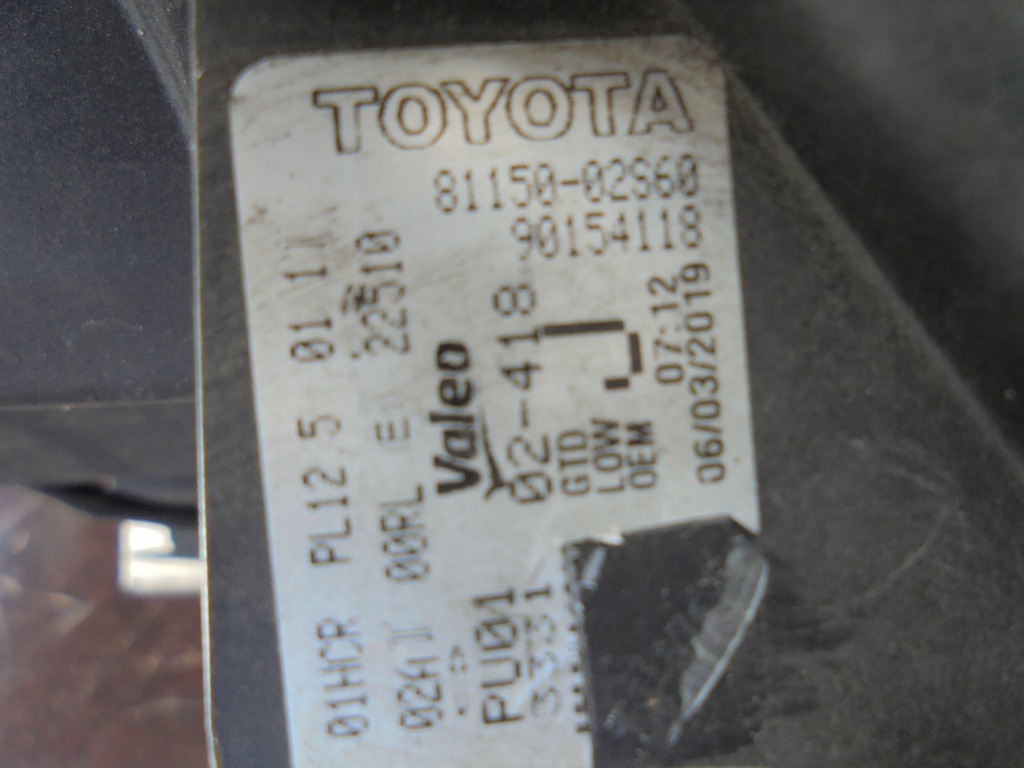 TOYOTA
81150-02S60
90154118
01HCR PL12.5 01 1
02A 00RL E 22510
Valeo
02-418
GTD
LOW
OEM
07:12
06/03/2019
PU01
33331